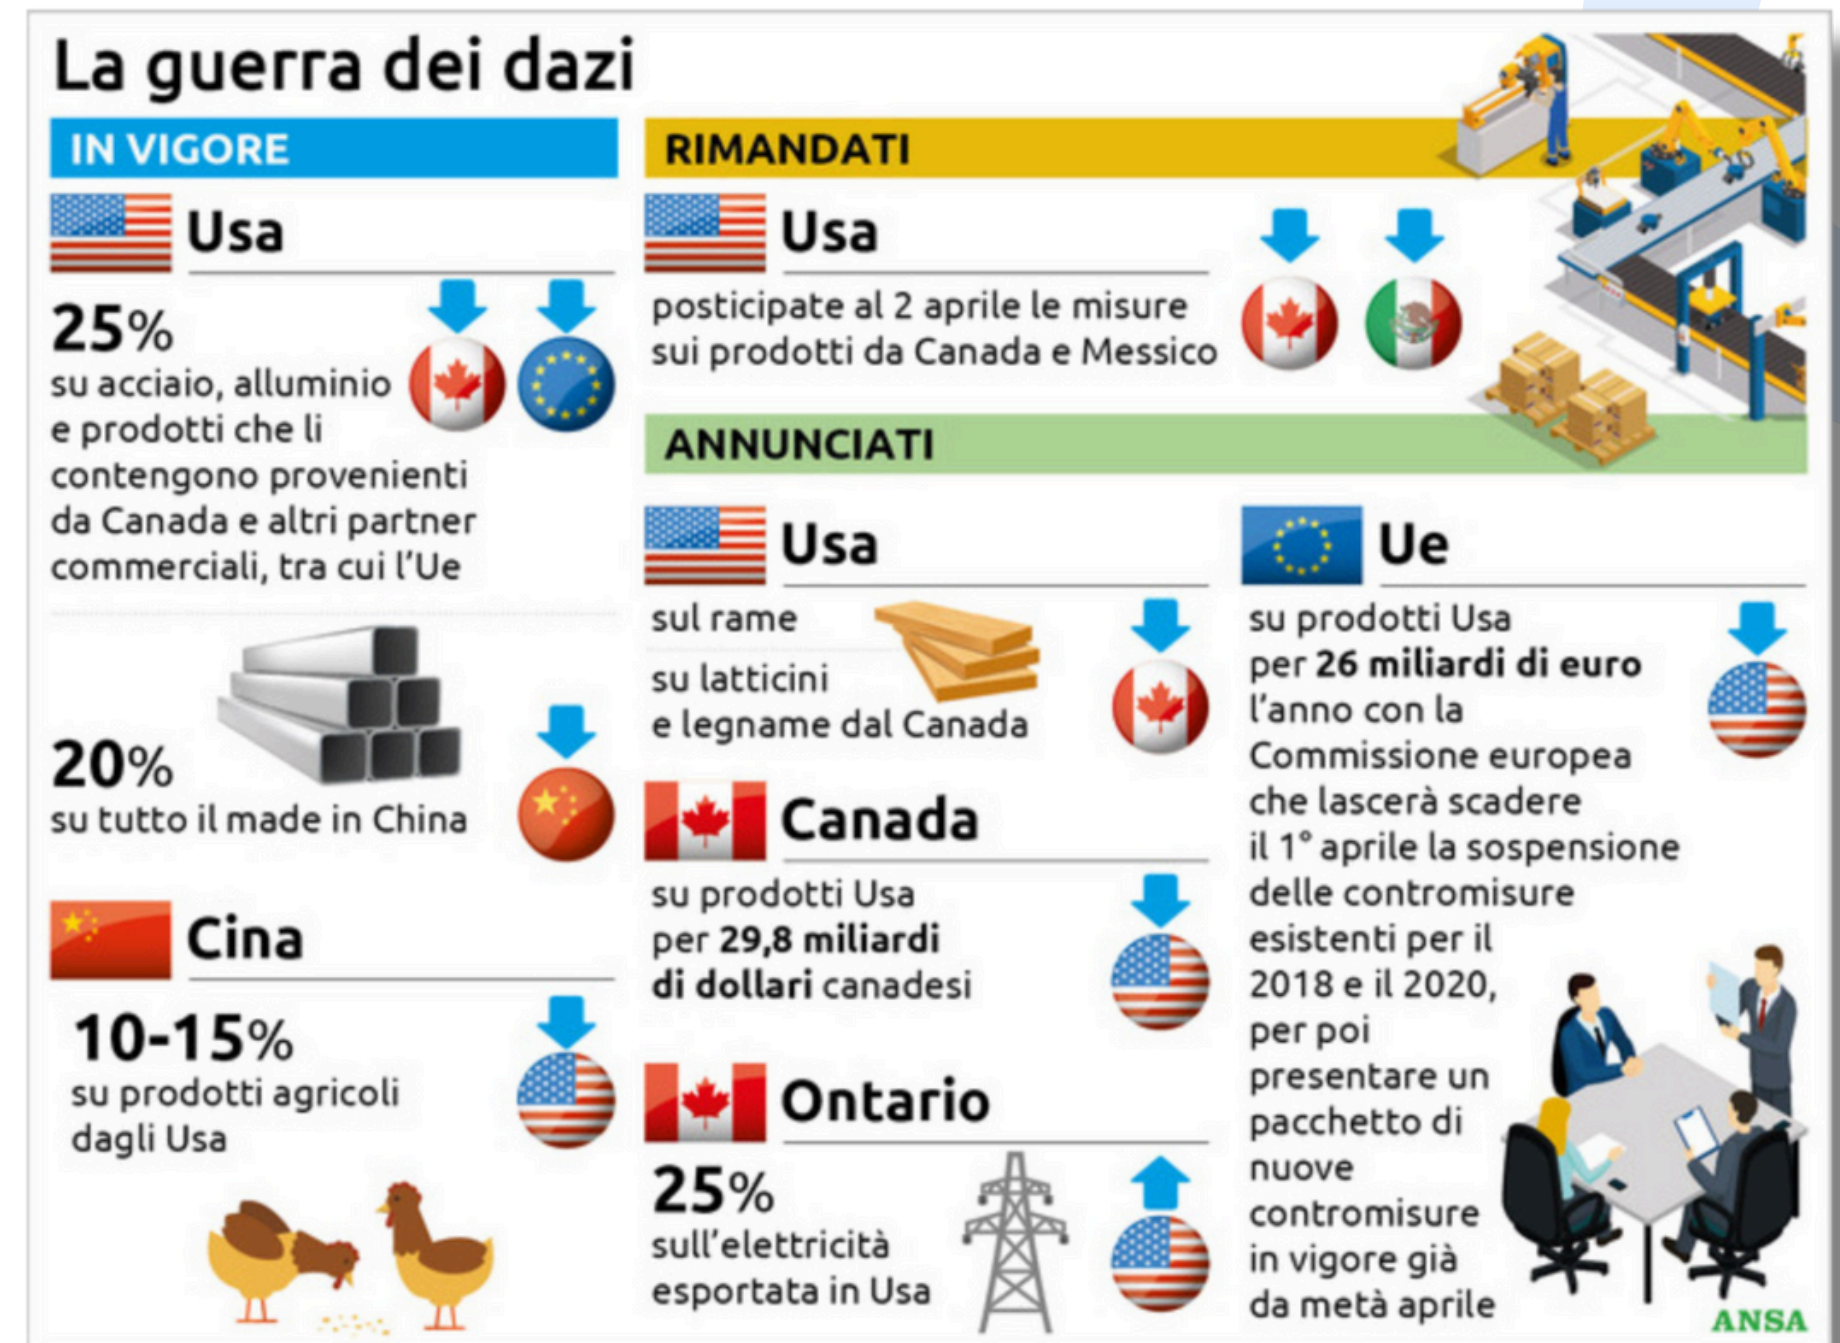 La guerra dei dazi
IN VIGORE
Usa
25%
su acciaio, alluminio
e prodotti che li
contengono provenienti
da Canada e altri partner
commerciali, tra cui l'Ue
20%
su tutto il made in China
Cina
10-15%
su prodotti agricoli
dagli Usa
RIMANDATI
Usa
posticipate al 2 aprile le misure
sui prodotti da Canada e Messico
ANNUNCIATI
Usa
sul rame
su latticini
e legname dal Canada
Canada
su prodotti Usa
per 29,8 miliardi
di dollari canadesi
Ontario
25%
sull'elettricità
esportata in Usa
Ue
su prodotti Usa
per 26 miliardi di euro
l'anno con la
Commissione europea
che lascerà scadere
il 1° aprile la sospensione
delle contromisure
esistenti per il
2018 e il 2020,
per poi
presentare un
pacchetto di
nuove
contromisure
in vigore già
da metà aprile
ANSA